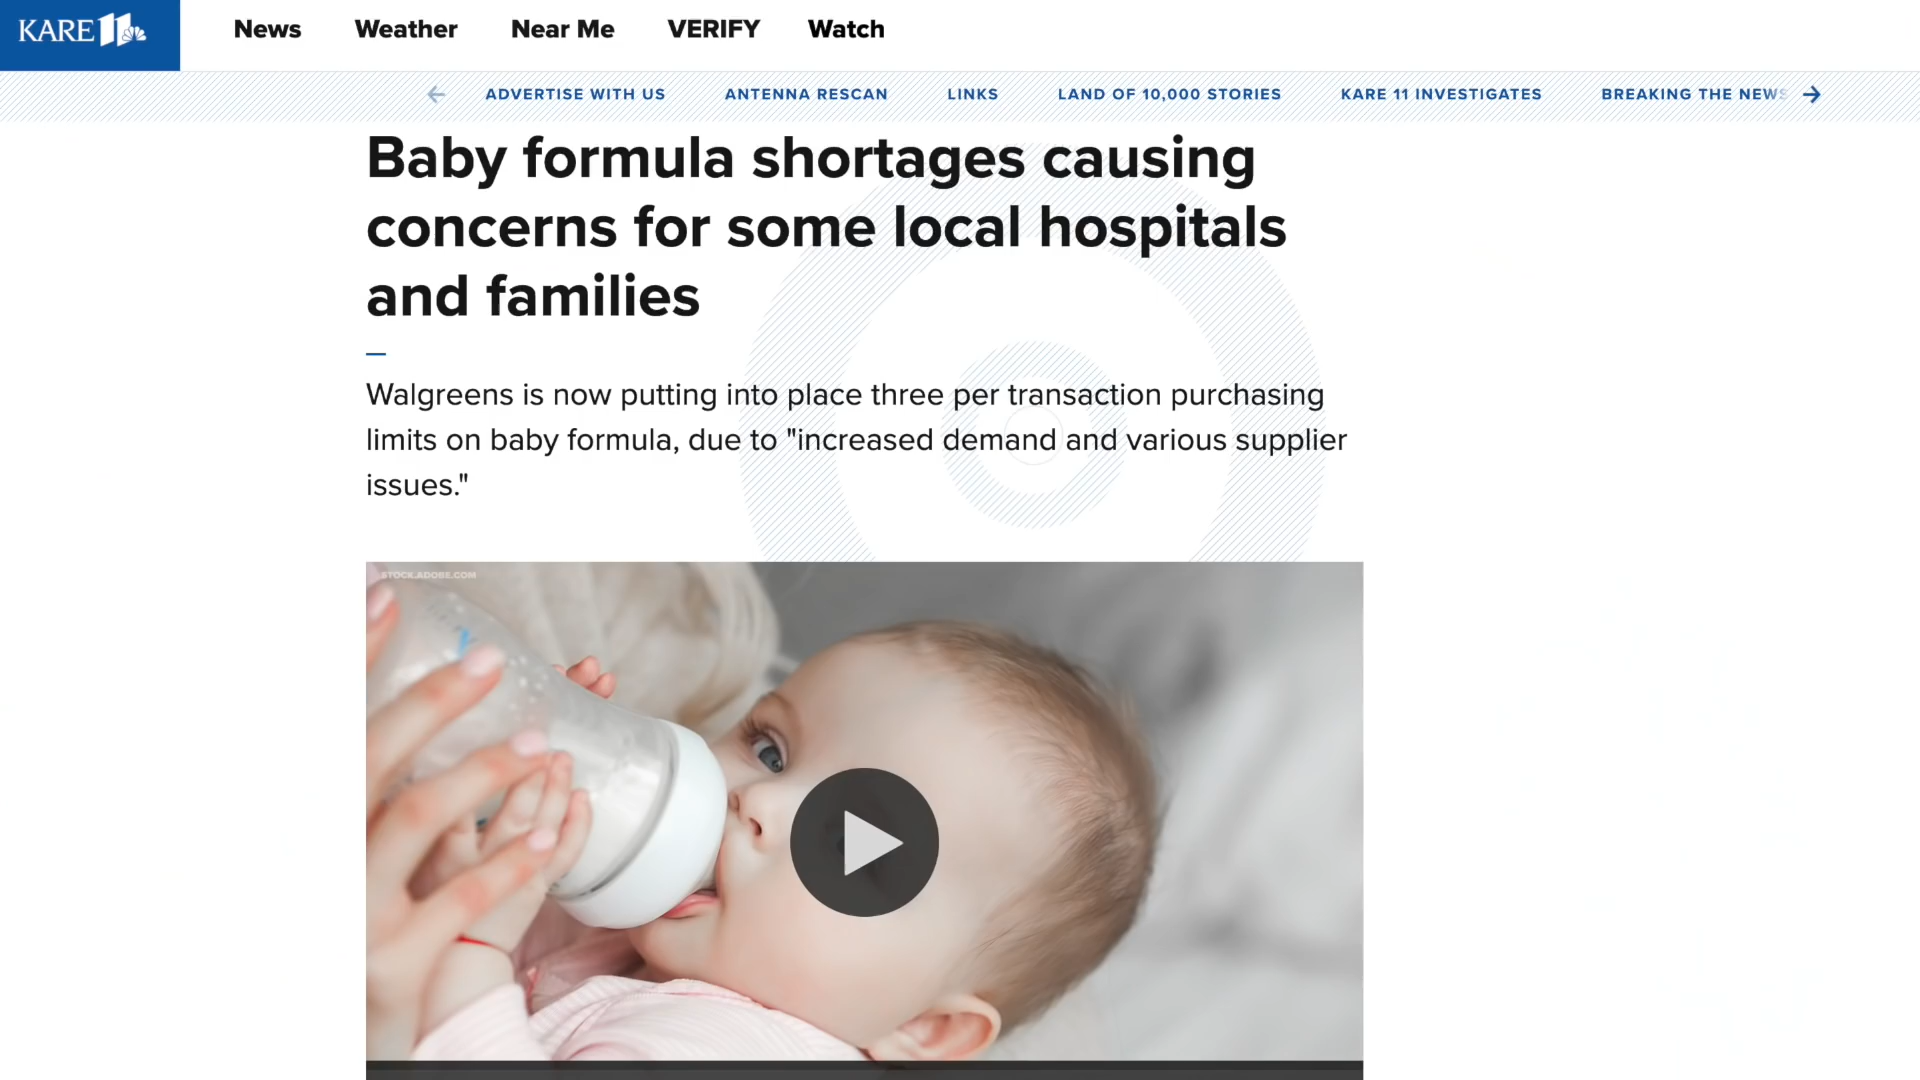 KARE 11
News
Weather
Near Me
VERIFY
Watch
ADVERTISE WITH US
ANTENNA RESCAN
LINKS
LAND OF 10,000 STORIES
KARE 11 INVESTIGATES
BREAKING THE NEWS
Baby formula shortages causing
concerns for some local hospitals
and families
Walgreens is now putting into place three per transaction purchasing
limits on baby formula, due to "increased demand and various supplier
issues."
STOCK.ADOBE.COM